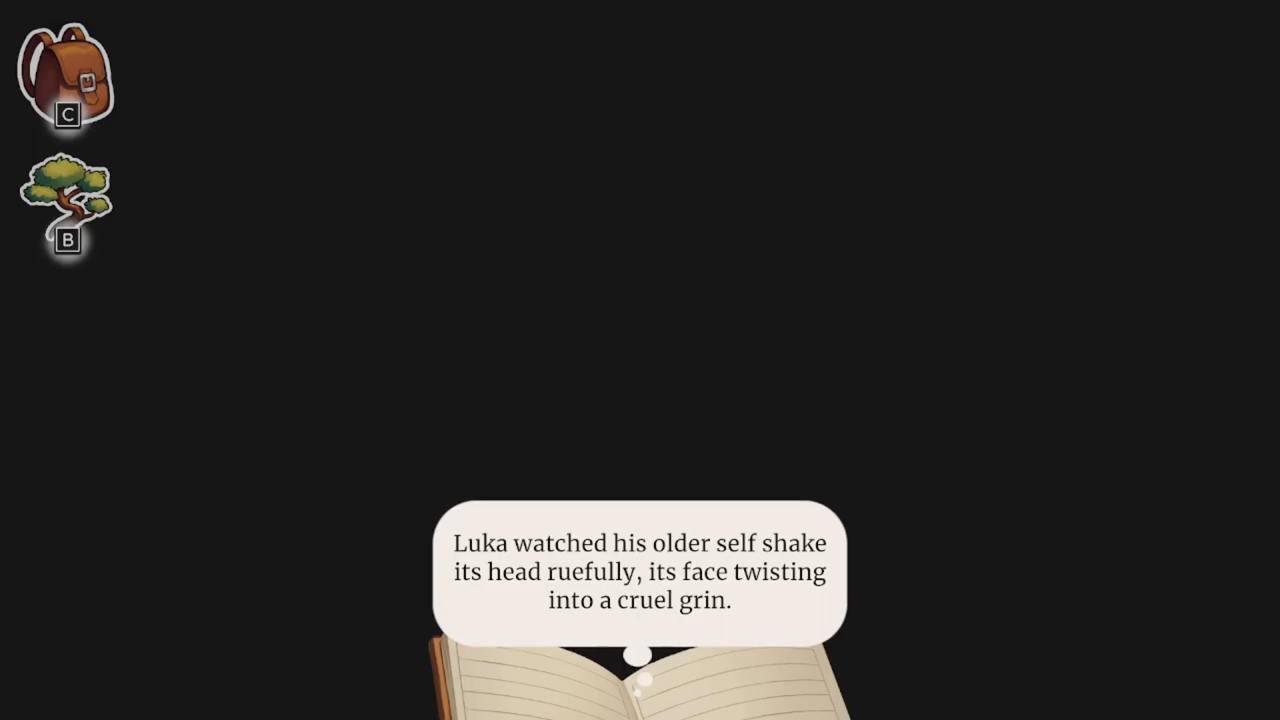 C
B
Luka watched his older self shake
its head ruefully, its face twisting
into a cruel grin.